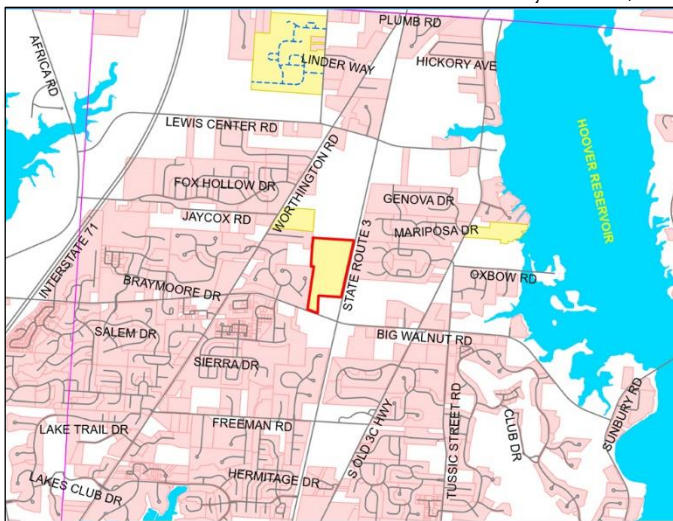 PLUMB RD
AFRICA RD
LINDER WAY
HICKORY AVE
LEWIS CENTER RD
WORTHINGTON RD
HOOVER RESERVOIR
FOX HOLLOW DR
GENOVA DR
JAYCOX RD
MARIPOSA DR
INTERSTATE 71
STATE ROUTE 3
OXBOW RD
BRAYMOORE DR
SALEM DR
BIG WALNUT RD
SIERRA DR
SUNBURY RD
FREEMAN RD
LAKE TRAIL DR
S OLD 3C HWY
TUSSIC STREET RD
CLUB DR
HERMITAGE DR
LAKES CLUB DR